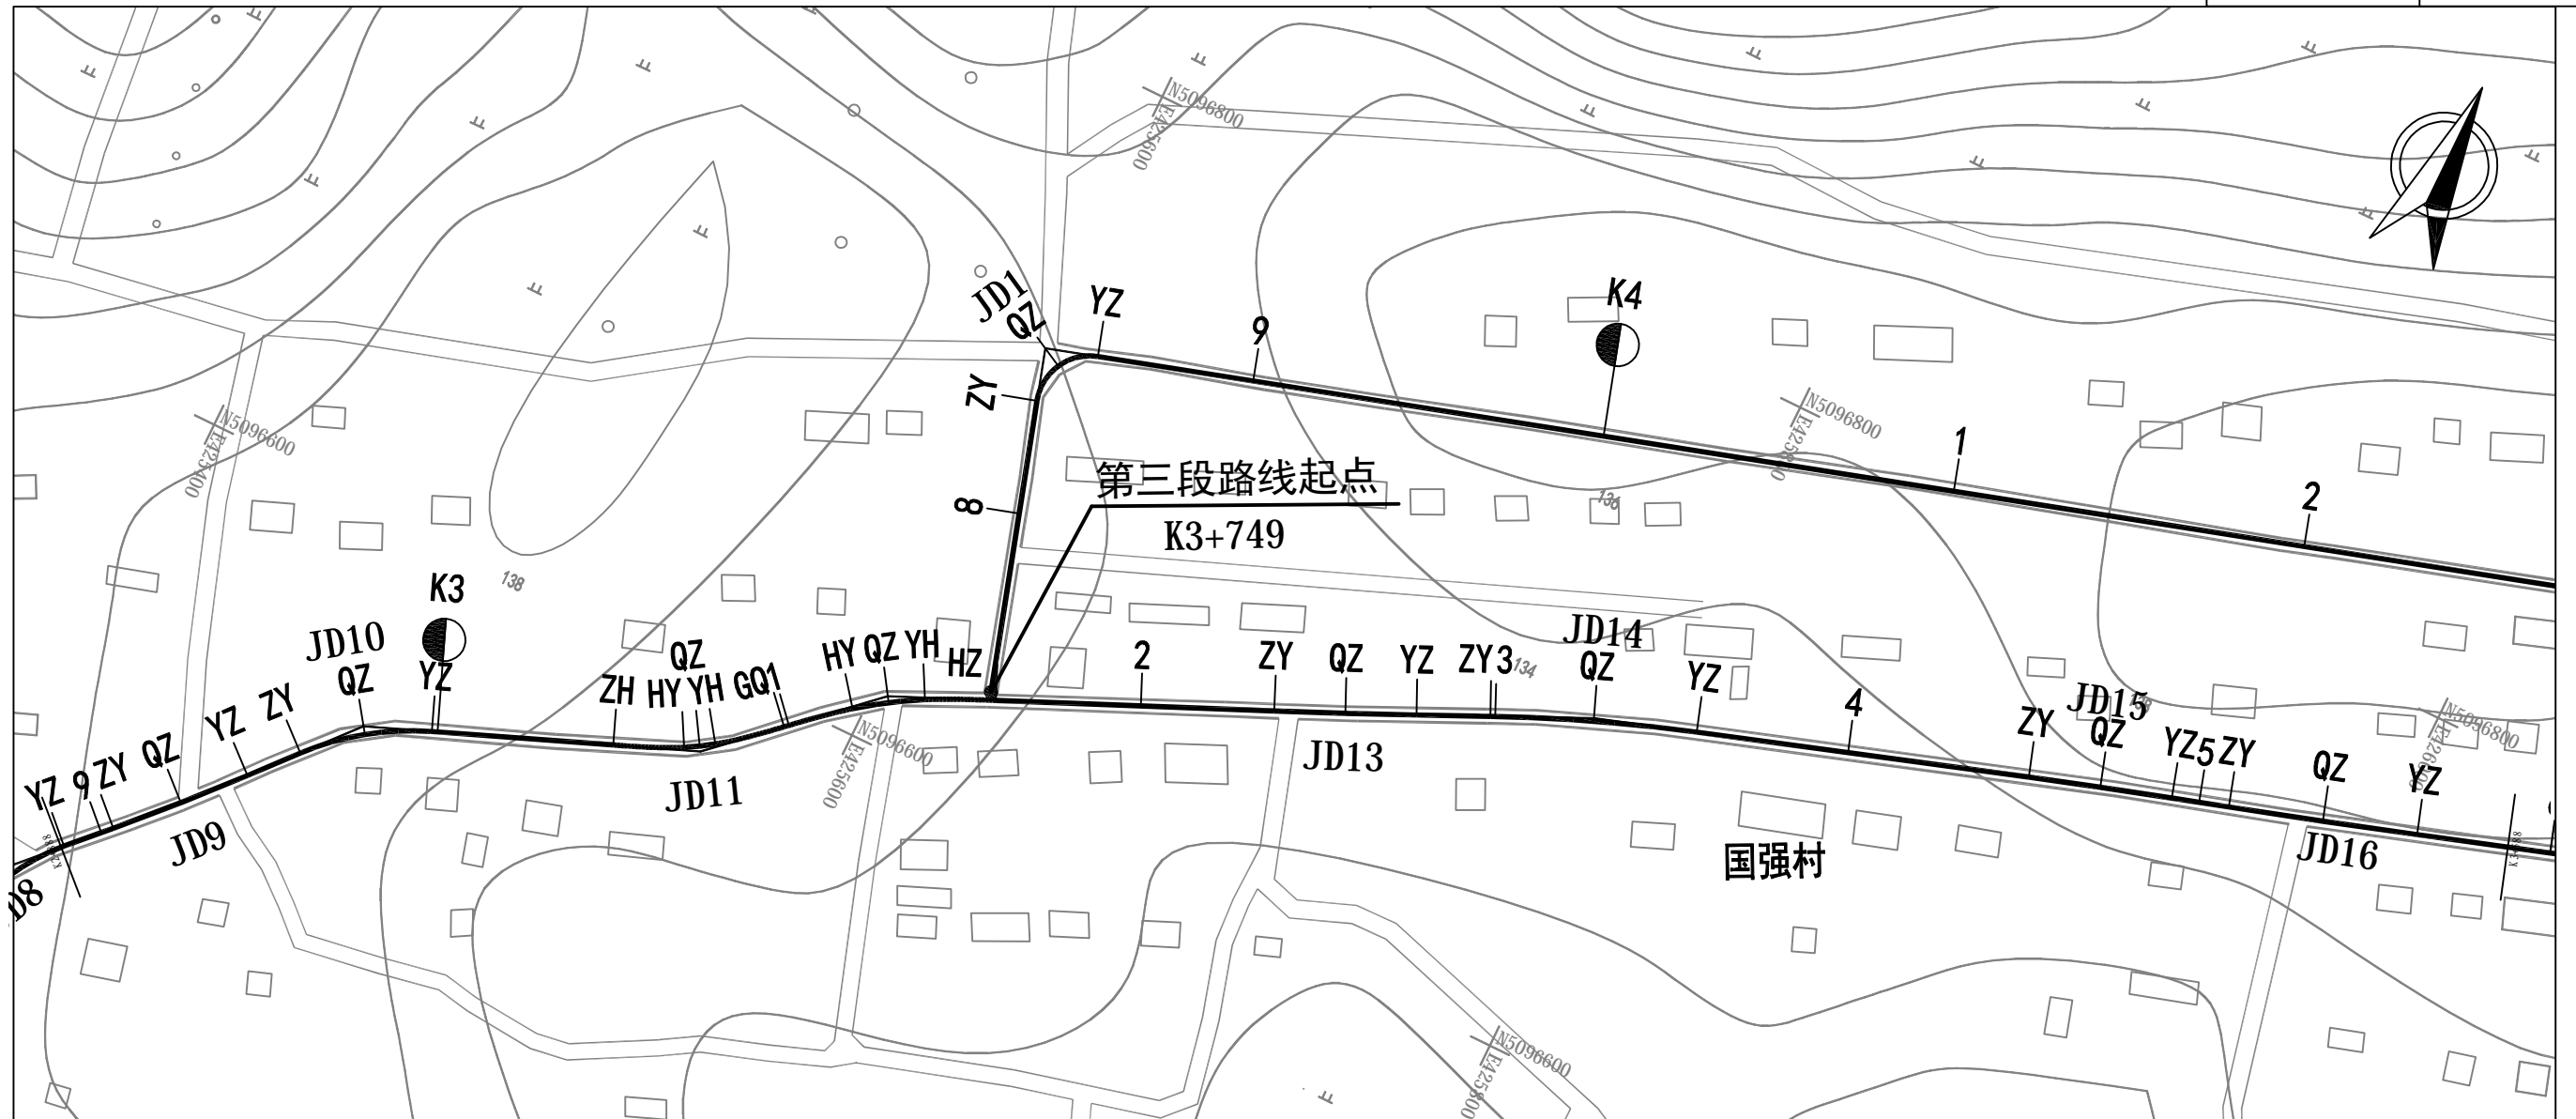 N5096800
E425600
JD1
QZ
YZ
K4
9
ZY
N5096800
N5096600
E425400
1
2
第三段路线起点
K3+749
8
136
K3
138
JD10
QZ
YZ
ZH
HY
QZ
YH
GQ1
HY
QZ
YH
HZ
2
ZY
QZ
YZ
ZY
3
134
JD14
QZ
YZ
4
ZY
JD15
QZ
YZ
5
ZY
QZ
YZ
N5096800
YZ
9
ZY
QZ
YZ
ZY
JD9
JD11
N5096600
E425600
JD13
国强村
JD16
N5096600
E425800